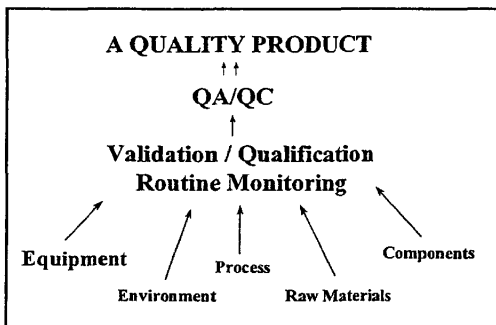 A QUALITY PRODUCT
QA/QC
Validation / Qualification
Routine Monitoring
Equipment
Environment
Process
Raw Materials
Components